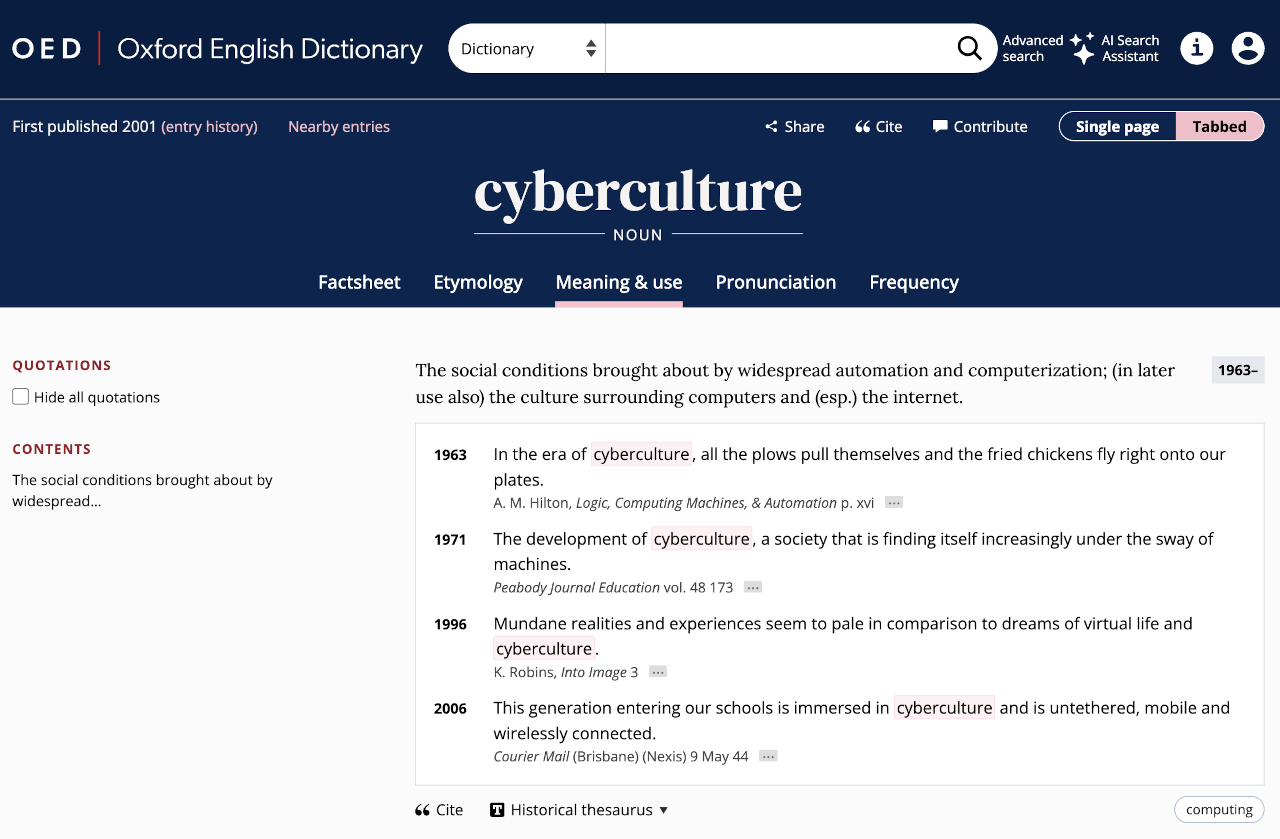 OED | Oxford English Dictionary
Dictionary
Advanced search
AI Search Assistant
First published 2001 (entry history) Nearby entries
Share Cite Contribute Single page Tabbed
cyberculture
NOUN
Factsheet Etymology Meaning & use Pronunciation Frequency
QUOTATIONS
Hide all quotations
CONTENTS
The social conditions brought about by
widespread...
The social conditions brought about by widespread automation and computerization; (in later
use also) the culture surrounding computers and (esp.) the internet.
1963–
1963 In the era of cyberculture, all the plows pull themselves and the fried chickens fly right onto our
plates.
A. M. Hilton, Logic, Computing Machines, & Automation p. xvi ...
1971 The development of cyberculture, a society that is finding itself increasingly under the sway of
machines.
Peabody Journal Education vol. 48 173 ...
1996 Mundane realities and experiences seem to pale in comparison to dreams of virtual life and
cyberculture.
K. Robins, Into Image 3 ...
2006 This generation entering our schools is immersed in cyberculture and is untethered, mobile and
wirelessly connected.
Courier Mail (Brisbane) (Nexis) 9 May 44 ...
Cite Historical thesaurus ▼ computing